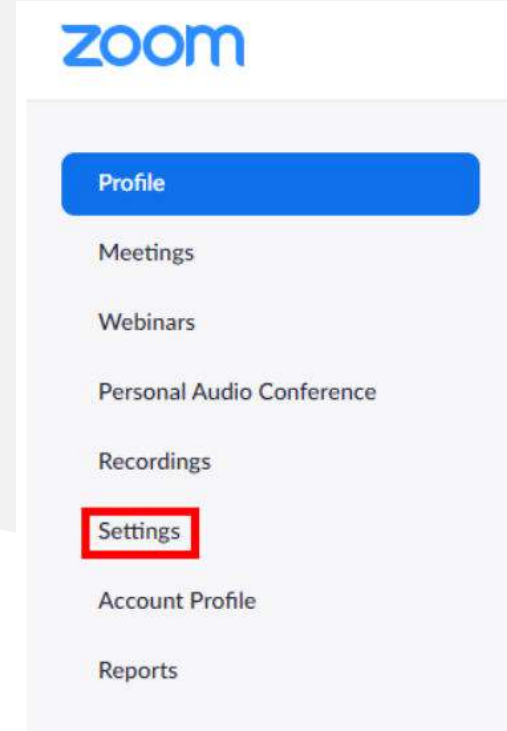 zoom
Profile
Meetings
Webinars
Personal Audio Conference
Recordings
Settings
Account Profile
Reports